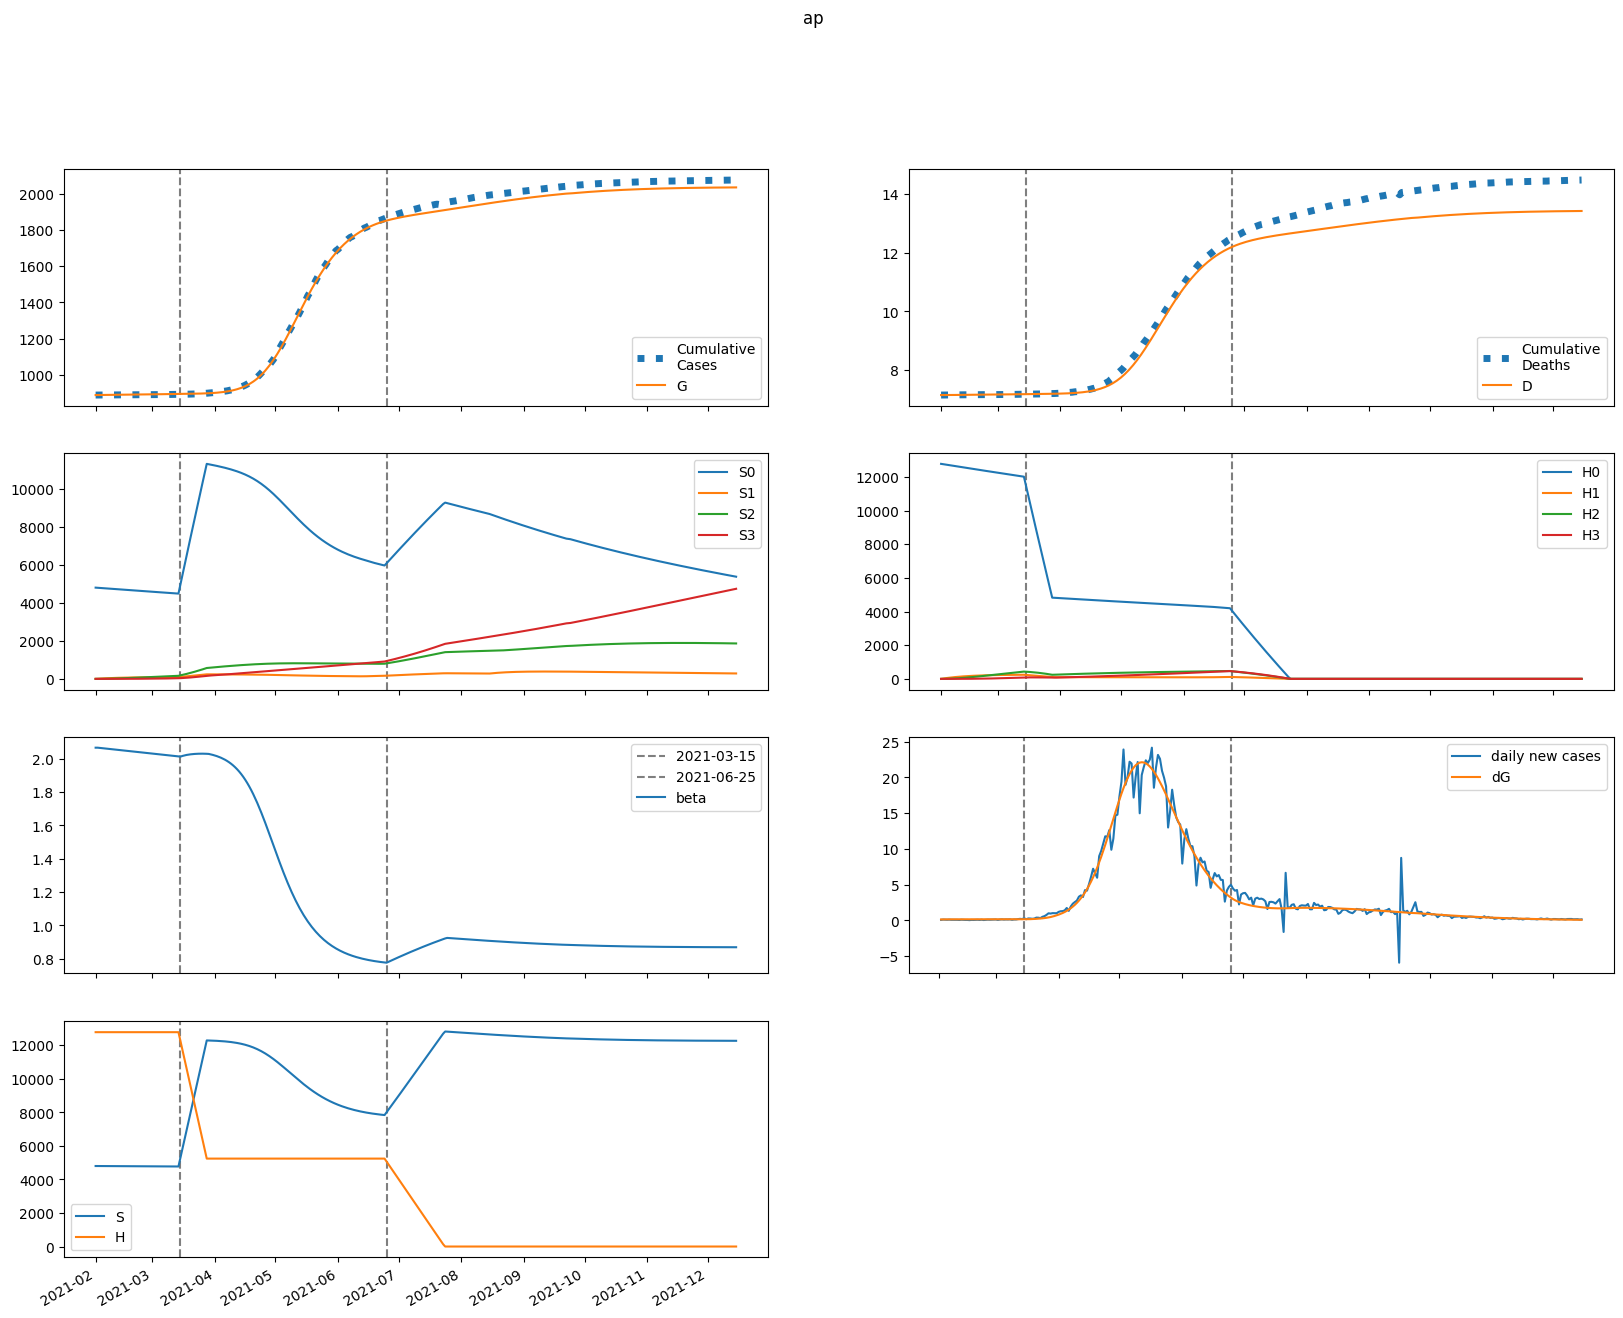 ap
2000
1800
1600
1400
1200
1000
Cumulative
Cases
G
14
12
10
8
Cumulative
Deaths
D
10000
8000
6000
4000
2000
0
S0
S1
S2
S3
12000
10000
8000
6000
4000
2000
0
H0
H1
H2
H3
2.0
1.8
1.6
1.4
1.2
1.0
0.8
2021-03-15
2021-06-25
beta
25
20
15
10
5
0
−5
daily new cases
dG
12000
10000
8000
6000
4000
2000
0
S
H
2021-02
2021-03
2021-04
2021-05
2021-06
2021-07
2021-08
2021-09
2021-10
2021-11
2021-12